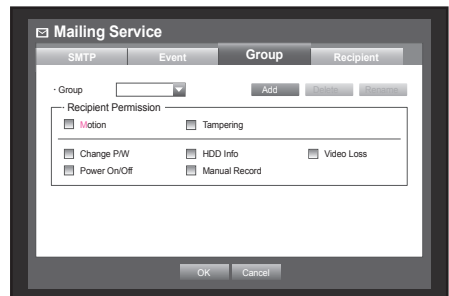 Mailing Service
SMTP Event Group Recipient
· Group Add Delete Rename
· Recipient Permission
Motion Tampering
Change P/W HDD Info Video Loss
Power On/Off Manual Record
OK Cancel